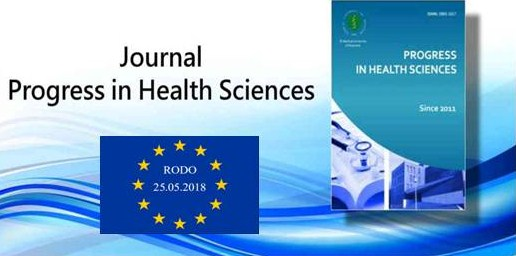 Journal
Progress in Health Sciences
RODO
25.05.2018
PROGRESS
IN HEALTH SCIENCES
Since 2011